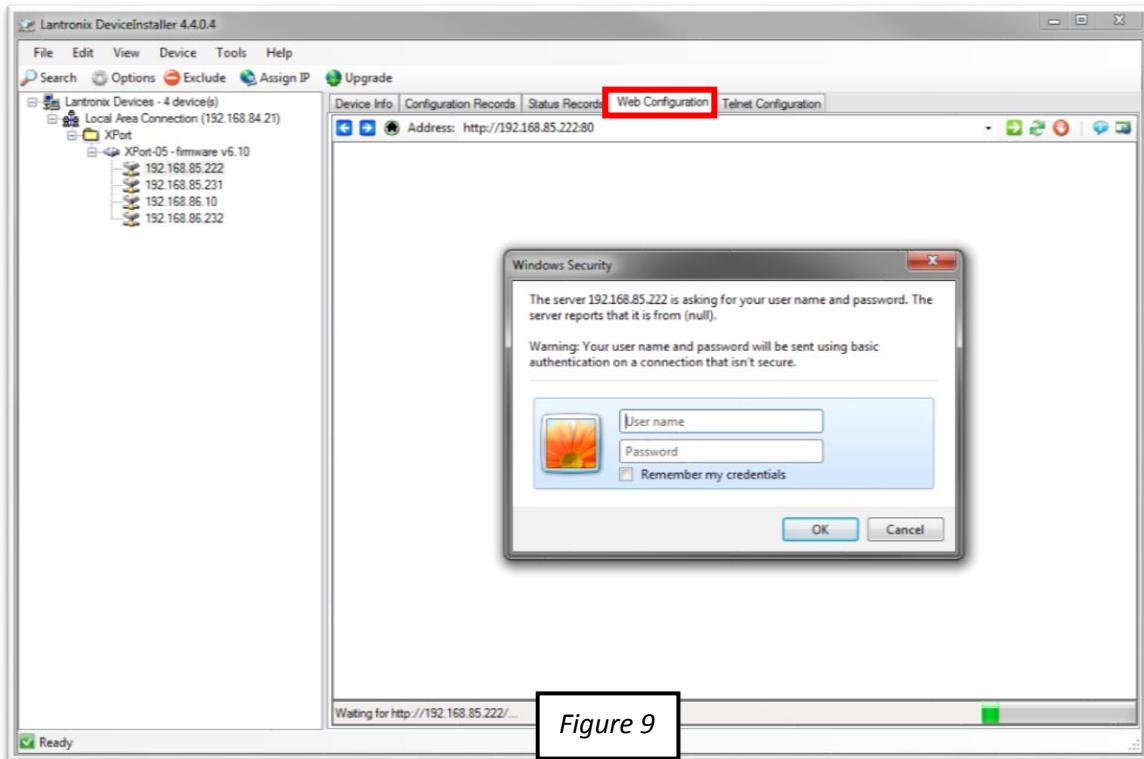 Lantronix DeviceInstaller 4.4.0.4
File Edit View Device Tools Help
Search Options Exclude Assign IP Upgrade
Lantronix Devices - 4 device(s)
Local Area Connection (192.168.84.21)
XPort
XPort-05 - firmware v6.10
192.168.85.222
192.168.85.231
192.168.86.10
192.168.86.232
Device Info Configuration Records Status Records Web Configuration Telnet Configuration
Address: http://192.168.85.222:80
Windows Security
The server 192.168.85.222 is asking for your user name and password. The
server reports that it is from (null).
Warning: Your user name and password will be sent using basic
authentication on a connection that isn't secure.
User name
Password
Remember my credentials
OK Cancel
Waiting for http://192.168.85.222/...
Figure 9
Ready